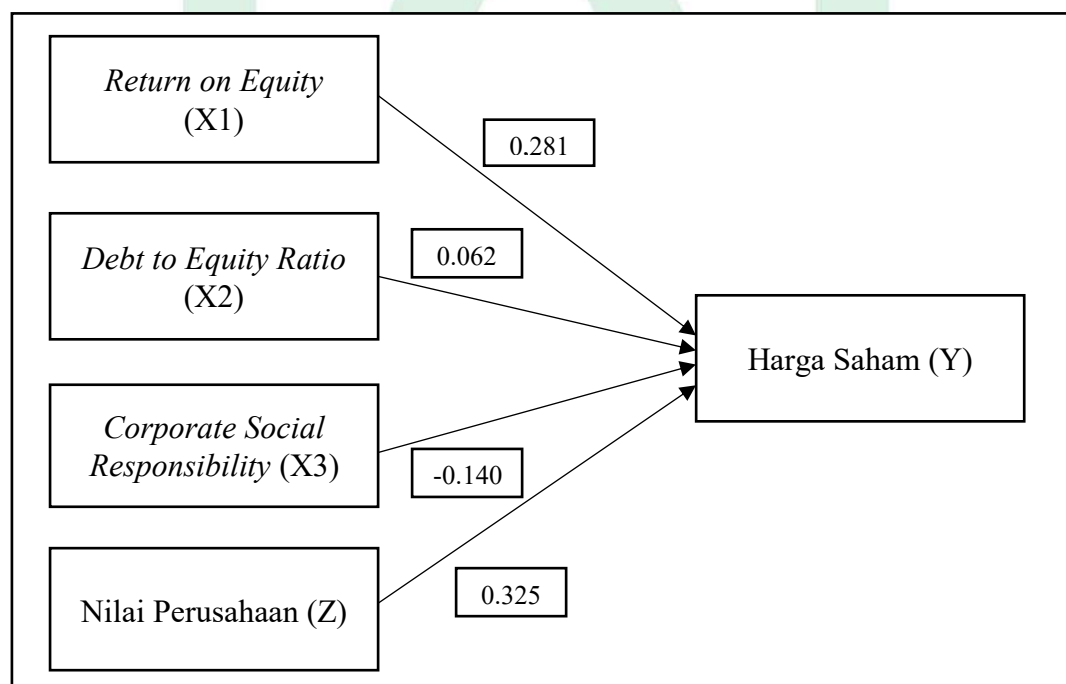 Return on Equity
(X1)
0.281
Debt to Equity Ratio
(X2)
0.062
Harga Saham (Y)
Corporate Social
Responsibility (X3)
-0.140
Nilai Perusahaan (Z)
0.325